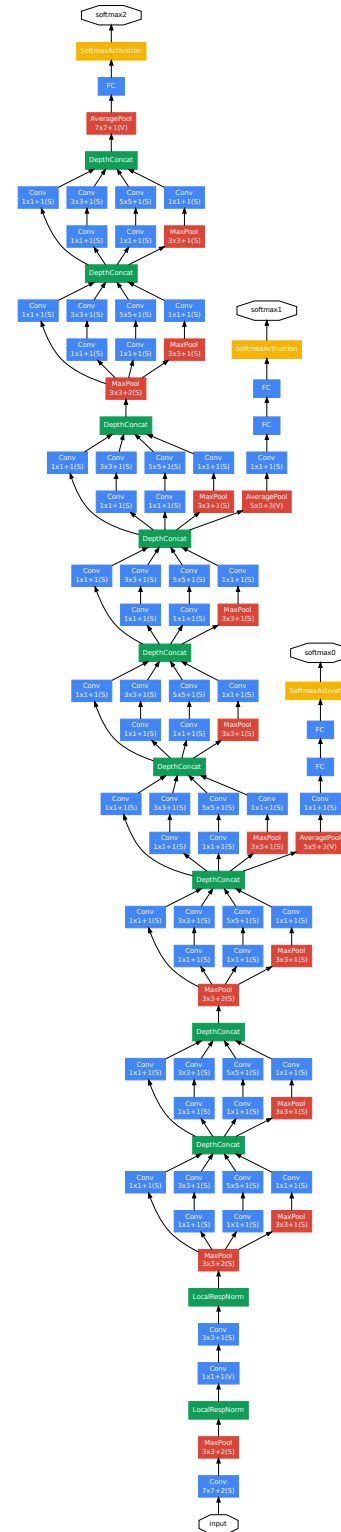 softmax2
SoftmaxActivation
FC
AveragePool
7x7+1(V)
DepthConcat
Conv
1x1+1(S)
Conv
3x3+1(S)
Conv
5x5+1(S)
Conv
1x1+1(S)
Conv
1x1+1(S)
Conv
1x1+1(S)
MaxPool
3x3+1(S)
DepthConcat
Conv
1x1+1(S)
Conv
3x3+1(S)
Conv
5x5+1(S)
Conv
1x1+1(S)
softmax1
Conv
1x1+1(S)
Conv
1x1+1(S)
MaxPool
3x3+1(S)
SoftmaxActivation
MaxPool
3x3+2(S)
FC
DepthConcat
FC
Conv
1x1+1(S)
Conv
3x3+1(S)
Conv
5x5+1(S)
Conv
1x1+1(S)
Conv
1x1+1(S)
Conv
1x1+1(S)
Conv
1x1+1(S)
MaxPool
3x3+1(S)
AveragePool
5x5+3(V)
DepthConcat
Conv
1x1+1(S)
Conv
3x3+1(S)
Conv
5x5+1(S)
Conv
1x1+1(S)
Conv
1x1+1(S)
Conv
1x1+1(S)
MaxPool
3x3+1(S)
DepthConcat
softmax0
Conv
1x1+1(S)
Conv
3x3+1(S)
Conv
5x5+1(S)
Conv
1x1+1(S)
SoftmaxActivat
Conv
1x1+1(S)
Conv
1x1+1(S)
MaxPool
3x3+1(S)
FC
DepthConcat
FC
Conv
1x1+1(S)
Conv
3x3+1(S)
Conv
5x5+1(S)
Conv
1x1+1(S)
Conv
1x1+1(S)
Conv
1x1+1(S)
Conv
1x1+1(S)
MaxPool
3x3+1(S)
AveragePool
5x5+3(V)
DepthConcat
Conv
1x1+1(S)
Conv
3x3+1(S)
Conv
5x5+1(S)
Conv
1x1+1(S)
Conv
1x1+1(S)
Conv
1x1+1(S)
MaxPool
3x3+1(S)
MaxPool
3x3+2(S)
DepthConcat
Conv
1x1+1(S)
Conv
3x3+1(S)
Conv
5x5+1(S)
Conv
1x1+1(S)
Conv
1x1+1(S)
Conv
1x1+1(S)
MaxPool
3x3+1(S)
DepthConcat
Conv
1x1+1(S)
Conv
3x3+1(S)
Conv
5x5+1(S)
Conv
1x1+1(S)
Conv
1x1+1(S)
Conv
1x1+1(S)
MaxPool
3x3+1(S)
MaxPool
3x3+2(S)
LocalRespNorm
Conv
3x3+1(S)
Conv
1x1+1(V)
LocalRespNorm
MaxPool
3x3+2(S)
Conv
7x7+2(S)
input